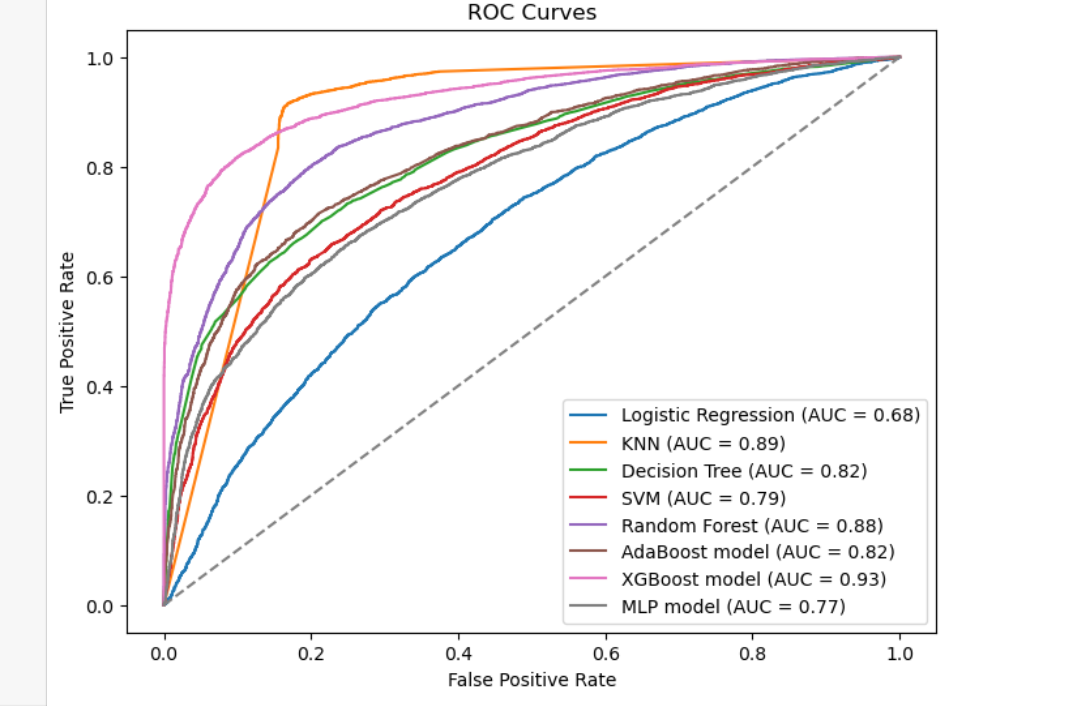 ROC Curves
1.0
0.8
0.6
0.4
0.2
0.0
True Positive Rate
Logistic Regression (AUC = 0.68)
KNN (AUC = 0.89)
Decision Tree (AUC = 0.82)
SVM (AUC = 0.79)
Random Forest (AUC = 0.88)
AdaBoost model (AUC = 0.82)
XGBoost model (AUC = 0.93)
MLP model (AUC = 0.77)
0.0 0.2 0.4 0.6 0.8 1.0
False Positive Rate